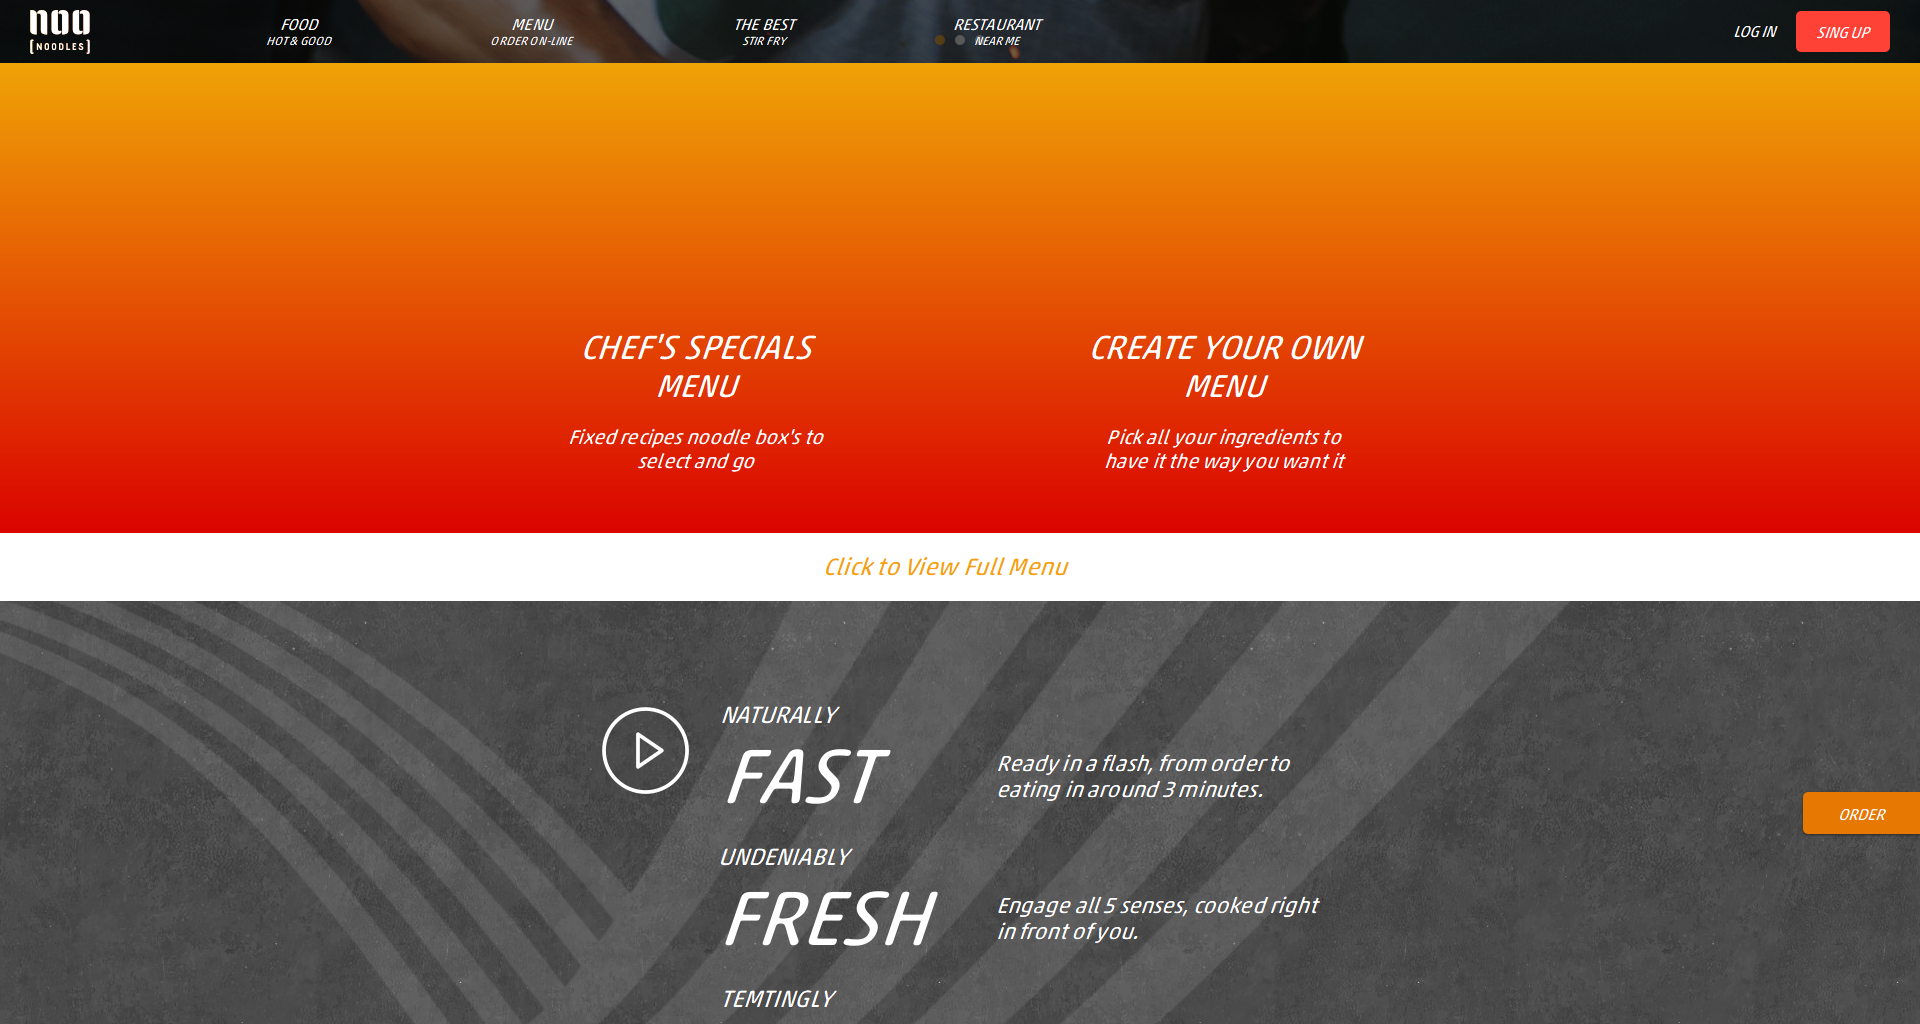 noo
[NOODLES]
FOOD
HOT & GOOD
MENU
ORDER ON-LINE
THE BEST
STIR FRY
RESTAURANT
NEAR ME
LOG IN
SING UP
CHEF'S SPECIALS
MENU
Fixed recipes noodle box's to
select and go
CREATE YOUR OWN
MENU
Pick all your ingredients to
have it the way you want it
Click to View Full Menu
NATURALLY
FAST
Ready in a flash, from order to
eating in around 3 minutes.
ORDER
UNDENIABLY
FRESH
Engage all 5 senses, cooked right
in front of you.
TEMTINGLY